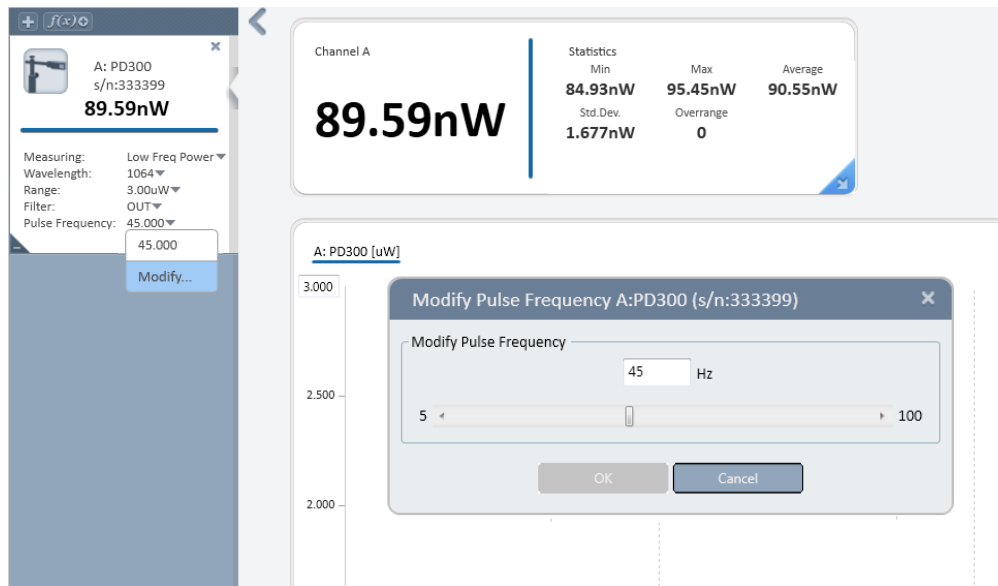 f(x)
A: PD300
s/n:333399
89.59nW
Measuring: Low Freq Power
Wavelength: 1064
Range: 3.00uW
Filter: OUT
Pulse Frequency: 45.000
45.000
Modify...
Channel A
89.59nW
Statistics
Min Max Average
84.93nW 95.45nW 90.55nW
Std.Dev. Overrange
1.677nW 0
A: PD300 [uW]
3.000
2.500
2.000
Modify Pulse Frequency A:PD300 (s/n:333399)
Modify Pulse Frequency
45 Hz
5 100
OK Cancel